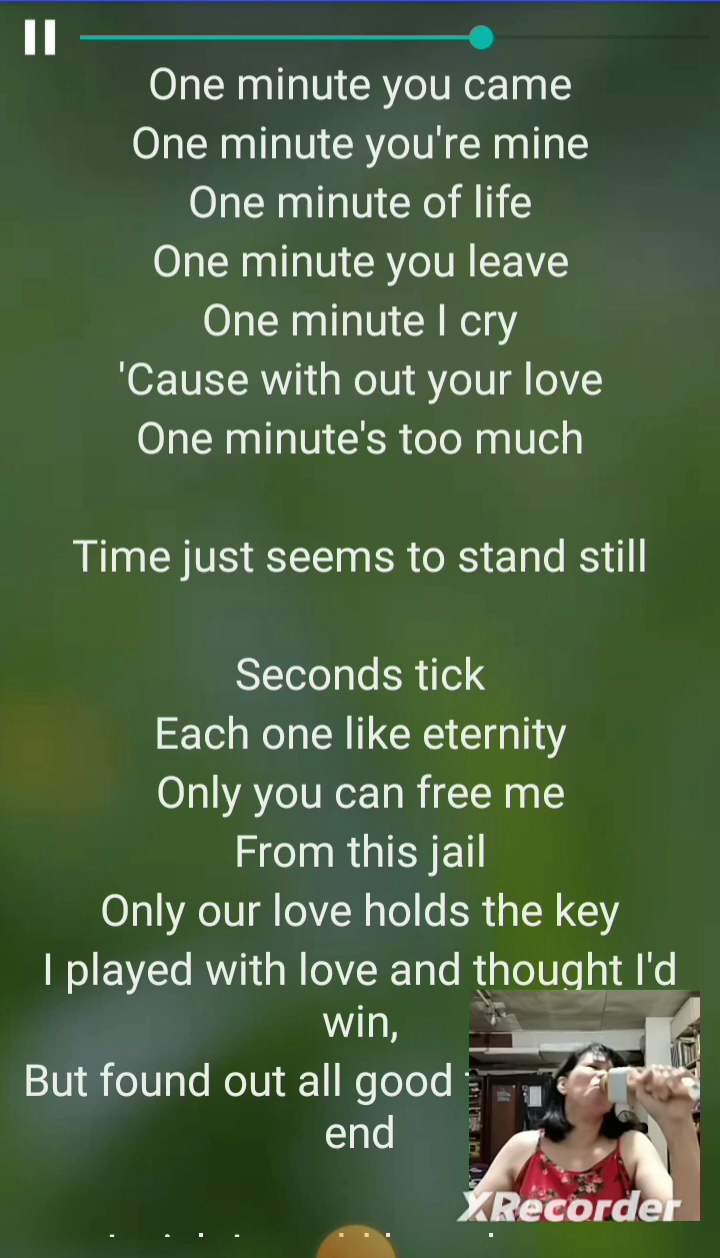 One minute you came
One minute you're mine
One minute of life
One minute you leave
One minute I cry
'Cause with out your love
One minute's too much
Time just seems to stand still
Seconds tick
Each one like eternity
Only you can free me
From this jail
Only our love holds the key
I played with love and thought I'd
win,
But found out all good
end
XRecorder